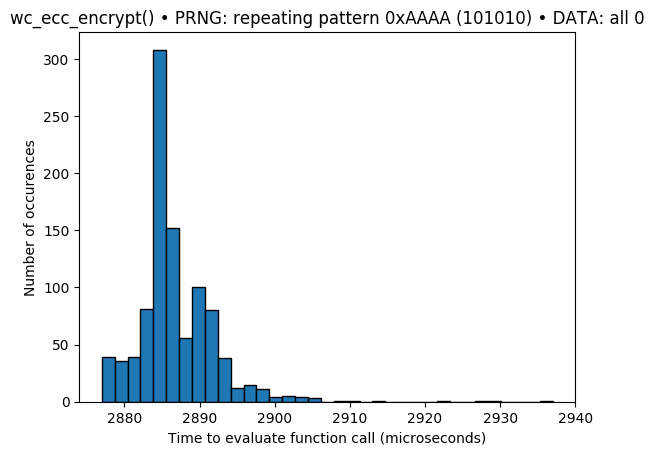 wc_ecc_encrypt() • PRNG: repeating pattern 0xAAAA (101010) • DATA: all 0
300
250
200
150
100
50
0
Number of occurences
2880 2890 2900 2910 2920 2930 2940
Time to evaluate function call (microseconds)